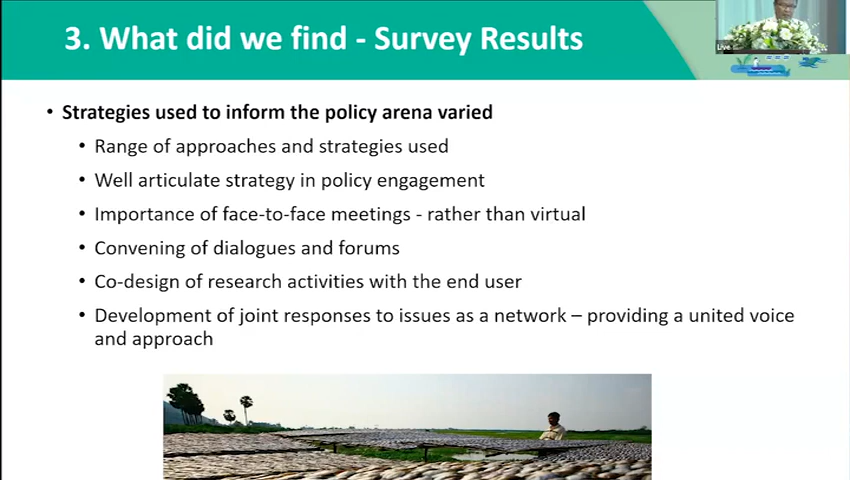 3. What did we find - Survey Results
Live
• Strategies used to inform the policy arena varied
• Range of approaches and strategies used
• Well articulate strategy in policy engagement
• Importance of face-to-face meetings - rather than virtual
• Convening of dialogues and forums
• Co-design of research activities with the end user
• Development of joint responses to issues as a network – providing a united voice
and approach